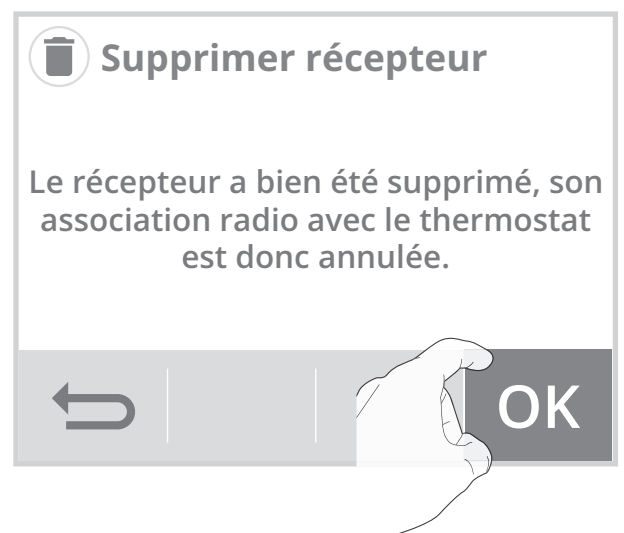 Supprimer récepteur
Le récepteur a bien été supprimé, son
association radio avec le thermostat
est donc annulée.
OK